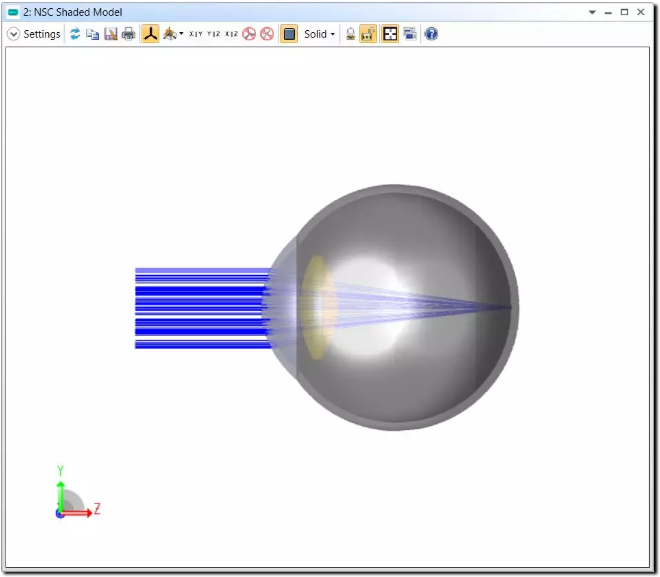 2: NSC Shaded Model
Settings X|Y Y|Z X|Z Solid
Y
Z